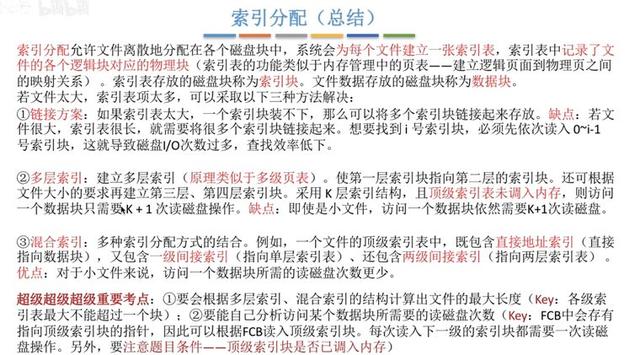 索引分配（总结）
索引分配允许文件离散地分配在各个磁盘块中，系统会为每个文件建立一张索引表，索引表中记录了文
件的各个逻辑块对应的物理块（索引表的功能类似于内存管理中的页表——建立逻辑页面到物理页之间
的映射关系）。索引表存放的磁盘块称为索引块。文件数据存放的磁盘块称为数据块。
若文件太大，索引表项太多，可以采取以下三种方法解决：
①链接方案：如果索引表太大，一个索引块装不下，那么可以将多个索引块链接起来存放。缺点：若文
件很大，索引表很长，就需要将很多个索引块链接起来。想要找到 i 号索引块，必须先依次读入 0~i-1
号索引块，这就导致磁盘I/O次数过多，查找效率低下。
②多层索引：建立多层索引（原理类似于多级页表）。使第一层索引块指向第二层的索引块。还可根据
文件大小的要求再建立第三层、第四层索引块。采用 K 层索引结构，且顶级索引表未调入内存，则访问
一个数据块只需要 K + 1 次读磁盘操作。缺点：即使是小文件，访问一个数据块依然需要K+1次读磁盘。
③混合索引：多种索引分配方式的结合。例如，一个文件的顶级索引表中，既包含直接地址索引（直接
指向数据块），又包含一级间接索引（指向单层索引表）、还包含两级间接索引（指向两层索引表）。
优点：对于小文件来说，访问一个数据块所需的读磁盘次数更少。
超级超级超级重要考点：①要会根据多层索引、混合索引的结构计算出文件的最大长度（Key：各级索
引表最大不能超过一个块）；②要能自己分析访问某个数据块所需要的读磁盘次数（Key：FCB中会存有
指向顶级索引块的指针，因此可以根据FCB读入顶级索引块。每次读入下一级的索引块都需要一次读磁
盘操作。另外，要注意题目条件——顶级索引块是否已调入内存）